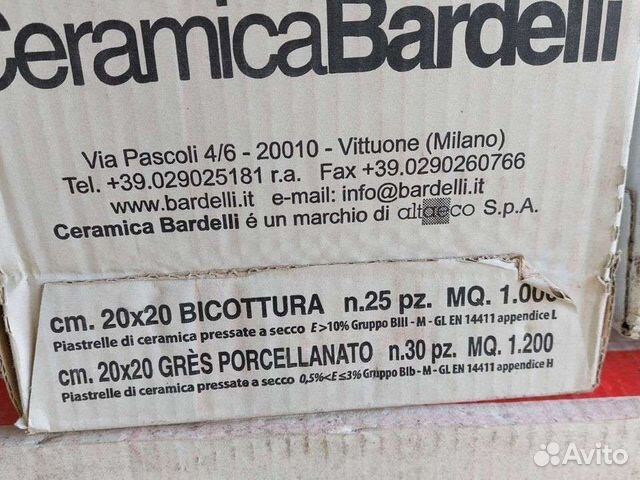 CeramicaBardelli
Via Pascoli 4/6 - 20010 - Vittuone (Milano)
Tel. +39.029025181 r.a. Fax +39.0290260766
www.bardelli.it e-mail: info@bardelli.it
Ceramica Bardelli é un marchio di altaeco S.p.A.
cm. 20x20 BICOTTURA n.25 pz. MQ. 1.000
Piastrelle di ceramica pressate a secco E>10% Gruppo BIII - M - GL EN 14411 appendice L
cm. 20x20 GRÈS PORCELLANATO n.30 pz. MQ. 1.200
Piastrelle di ceramica pressate a secco 0,5%<E≤3% Gruppo BIb - M - GL EN 14411 appendice H
Avito